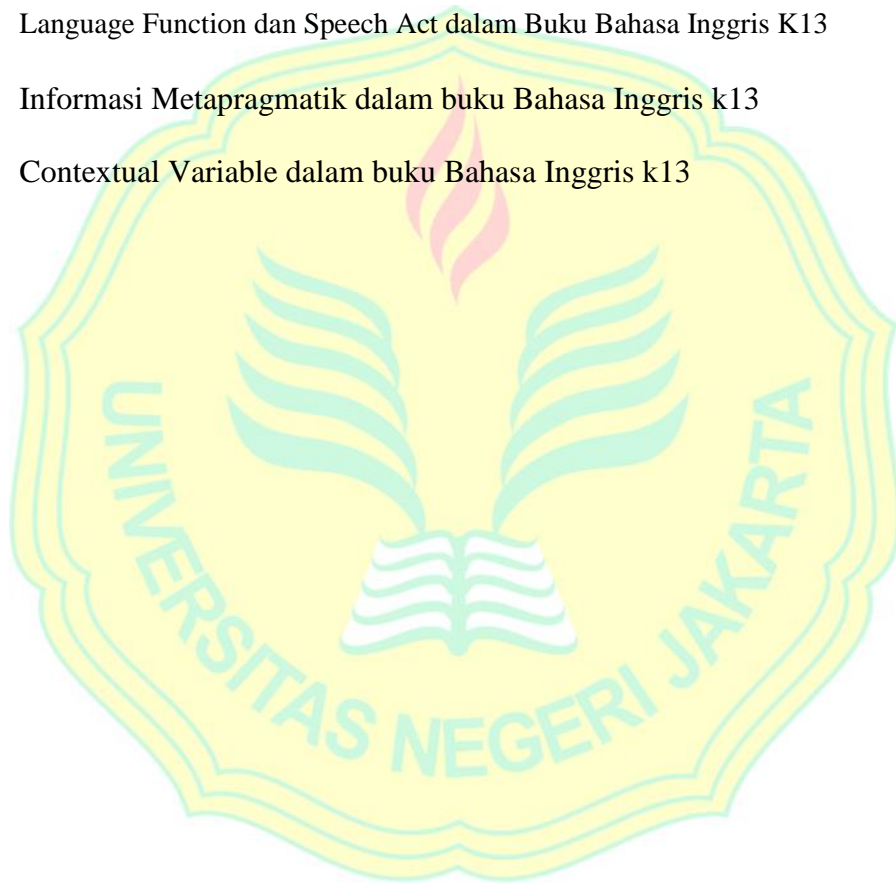 Language Function dan Speech Act dalam Buku Bahasa Inggris K13
Informasi Metapragmatik dalam buku Bahasa Inggris k13
Contextual Variable dalam buku Bahasa Inggris k13
UNIVERSITAS NEGERI JAKARTA